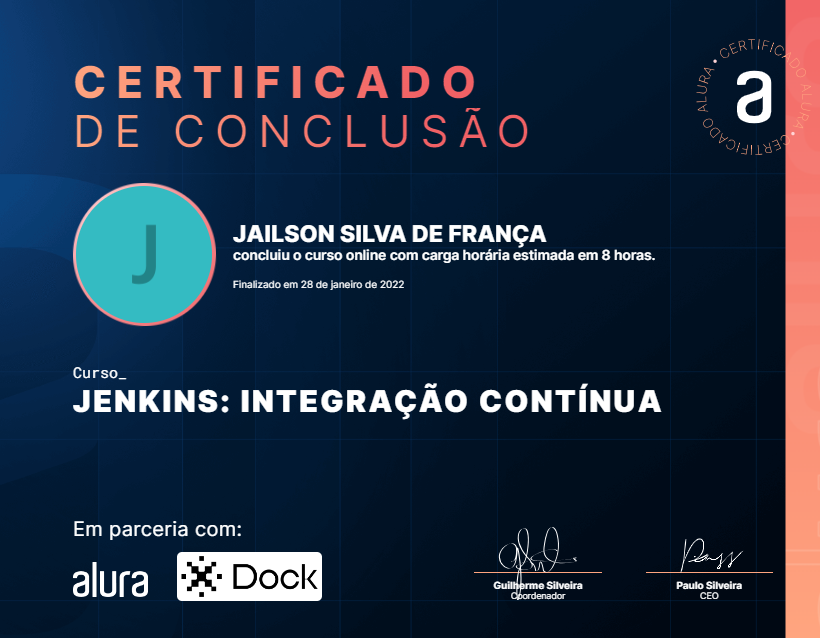 CERTIFICADO
DE CONCLUSÃO
CERTIFICADO ALURA • CERTIFICADO ALURA •
a
J
JAILSON SILVA DE FRANÇA
concluiu o curso online com carga horária estimada em 8 horas.
Finalizado em 28 de janeiro de 2022
Curso_
JENKINS: INTEGRAÇÃO CONTÍNUA
Em parceria com:
alura
Dock
Guilherme Silveira
Coordenador
Paulo Silveira
CEO